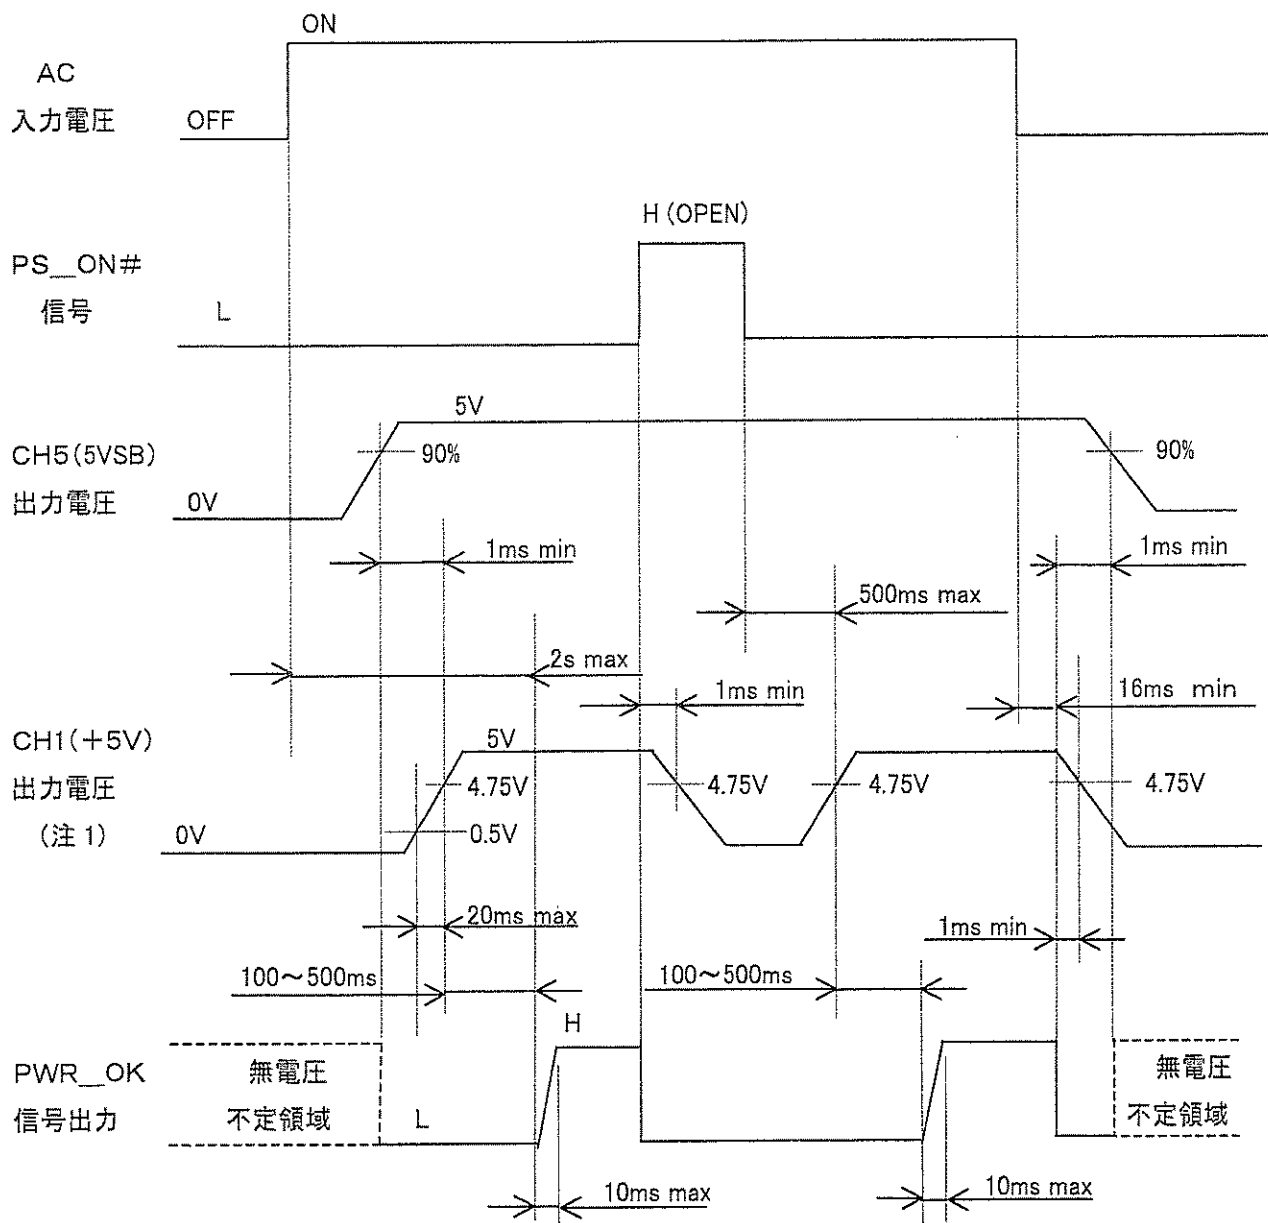 ON
AC
入力電圧
OFF
H(OPEN)
PS__ON#
信号
L
5V
CH5(5VSB)
90%
90%
出力電圧
0V
1ms min
1ms min
500ms max
2s max
1ms min
16ms min
CH1(+5V)
5V
出力電圧
4.75V
4.75V
4.75V
4.75V
(注1)
0V
0.5V
20ms max
1ms min
100~500ms
100~500ms
H
PWR__OK
無電圧
無電圧
信号出力
不定領域
L
不定領域
10ms max
10ms max